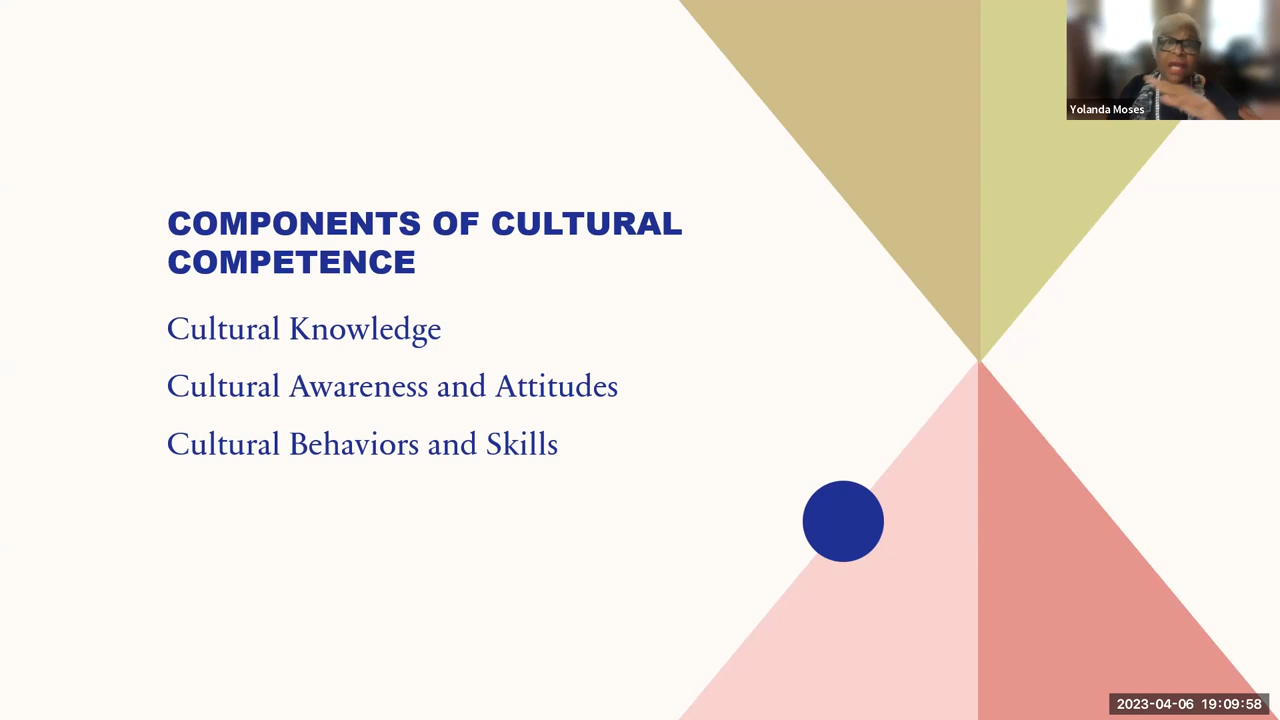 Yolanda Moses
COMPONENTS OF CULTURAL
COMPETENCE
Cultural Knowledge
Cultural Awareness and Attitudes
Cultural Behaviors and Skills
2023-04-06 19:09:58